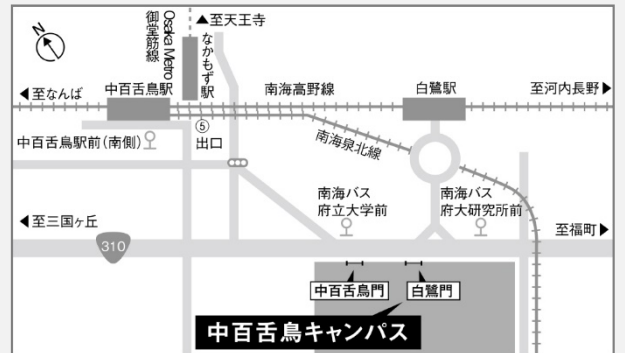 N
▲至天王寺
Osaka Metro
御堂筋線
なかもず駅
◀至なんば
中百舌鳥駅
南海高野線
白鷺駅
至河内長野▶
⑤
出口
中百舌鳥駅前(南側)
南海泉北線
南海バス
府立大学前
南海バス
府大研究所前
◀至三国ヶ丘
至福町▶
310
中百舌鳥門
白鷺門
中百舌鳥キャンパス